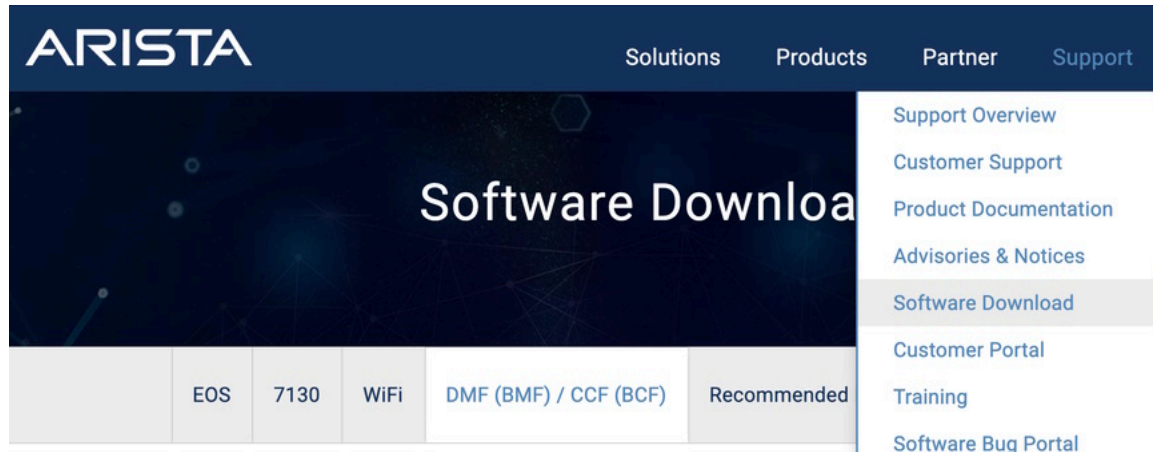 ARISTA
Solutions Products Partner Support
Support Overview
Customer Support
Product Documentation
Advisories & Notices
Software Download
Customer Portal
Training
Software Bug Portal
Software Downloa
EOS 7130 WiFi DMF (BMF) / CCF (BCF) Recommended